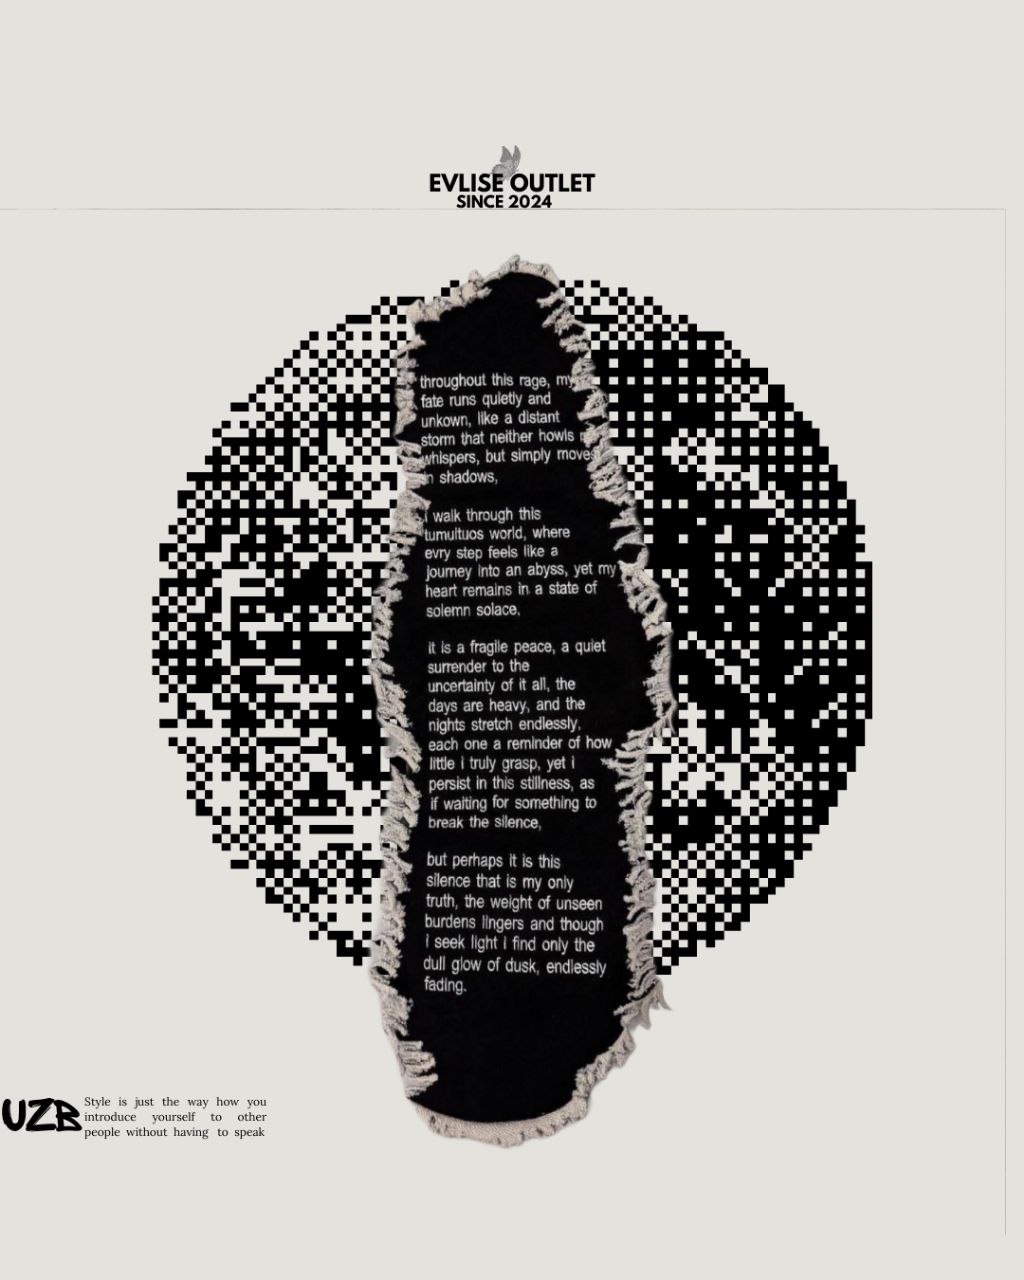 EVLISE OUTLET
SINCE 2024
throughout this rage, my
fate runs quietly and
unkown, like a distant
storm that neither howls
whispers, but simply moves
in shadows,
i walk through this
tumultuos world, where
evry step feels like a
journey into an abyss, yet my
heart remains in a state of
solemn solace,
it is a fragile peace, a quiet
surrender to the
uncertainty of it all, the
days are heavy, and the
nights stretch endlessly,
each one a reminder of how
little i truly grasp, yet i
persist in this stillness, as
if waiting for something to
break the silence,
but perhaps it is this
silence that is my only
truth, the weight of unseen
burdens lingers and though
i seek light i find only the
dull glow of dusk, endlessly
fading.
UZB
Style is just the way how you
introduce yourself to other
people without having to speak